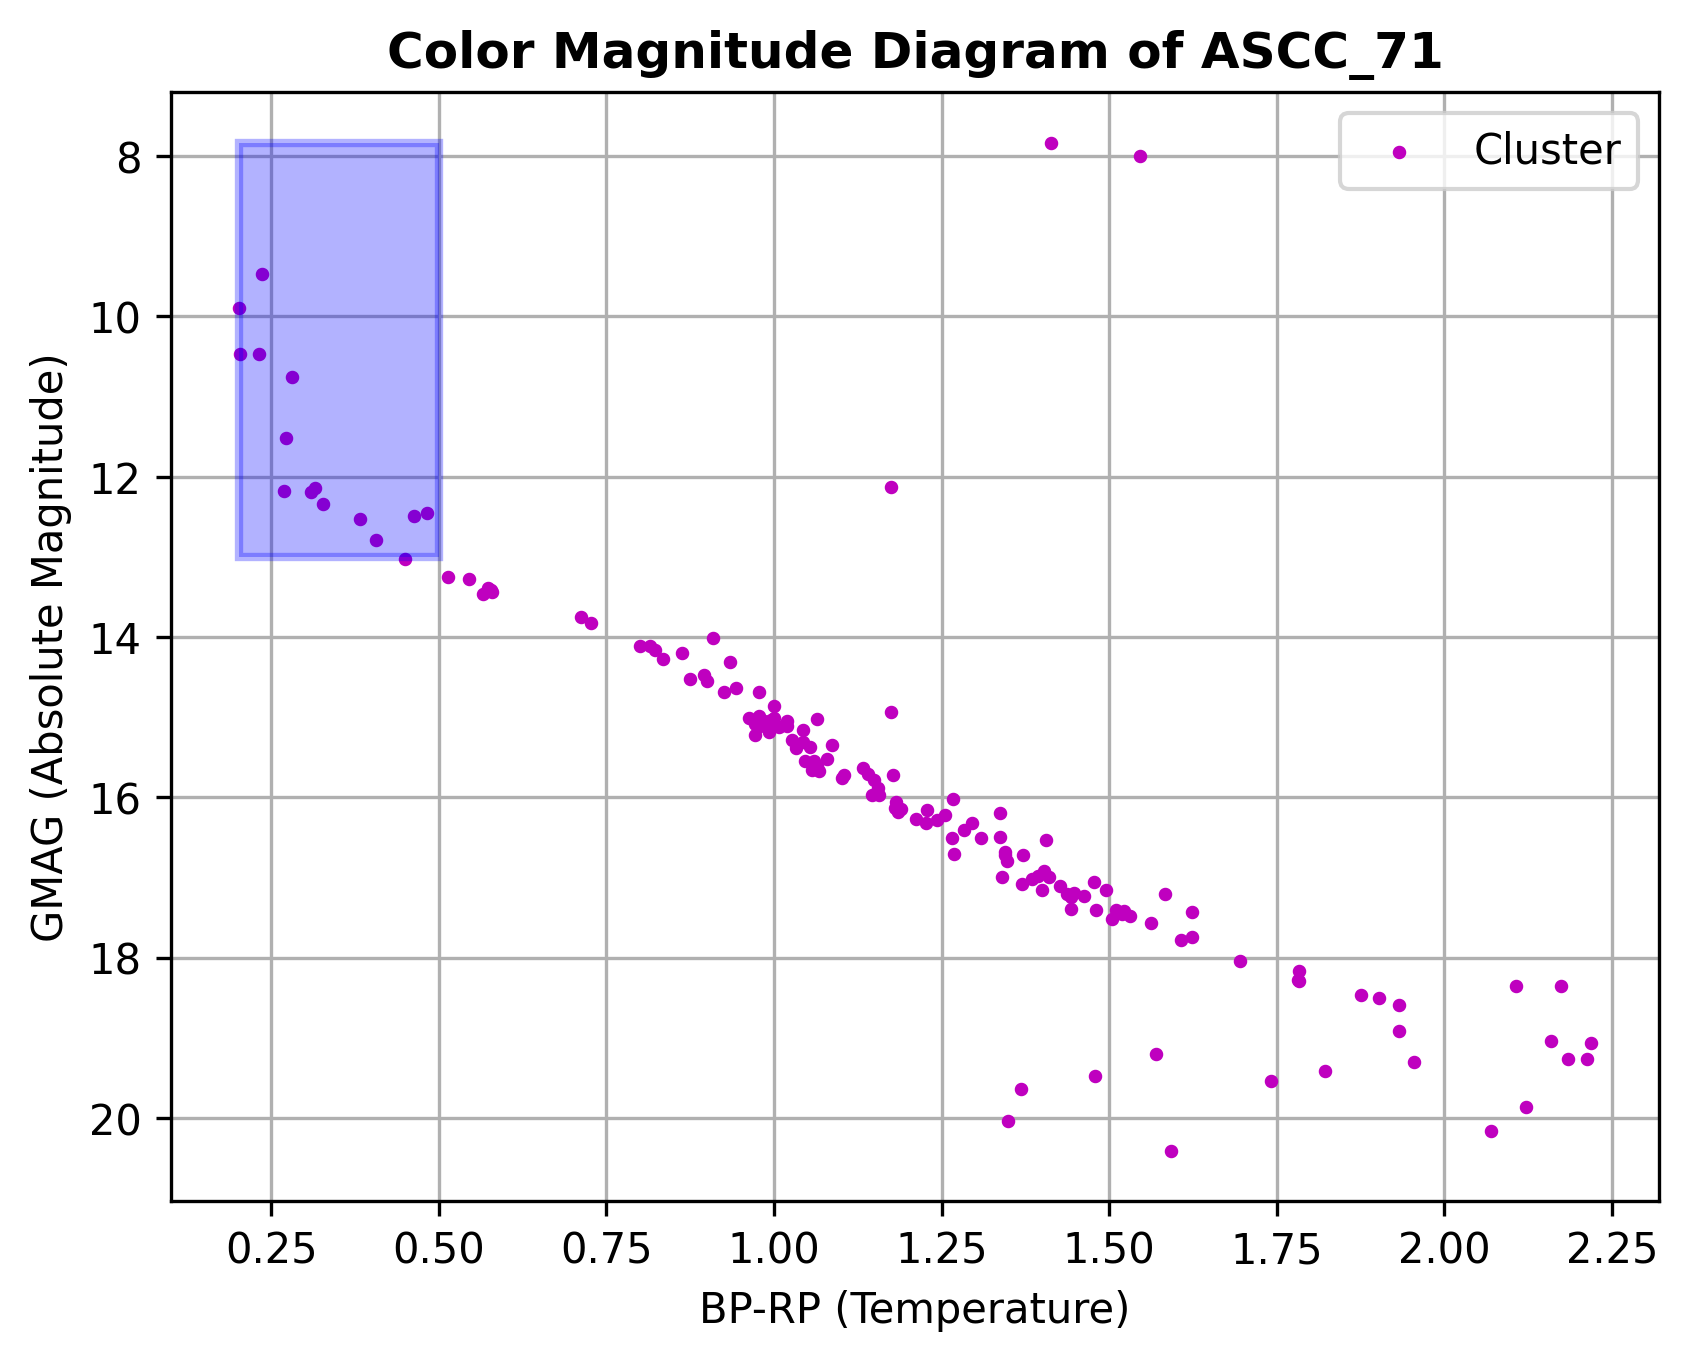 Color Magnitude Diagram of ASCC_71
Cluster
GMAG (Absolute Magnitude)
8
10
12
14
16
18
20
0.25 0.50 0.75 1.00 1.25 1.50 1.75 2.00 2.25
BP-RP (Temperature)